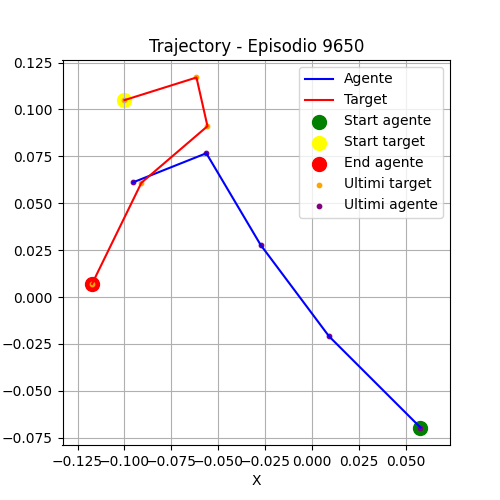 Trajectory - Episodio 9650
0.125
0.100
0.075
0.050
0.025
0.000
−0.025
−0.050
−0.075
Agente
Target
Start agente
Start target
End agente
Ultimi target
Ultimi agente
−0.125 −0.100 −0.075 −0.050 −0.025 0.000 0.025 0.050
X